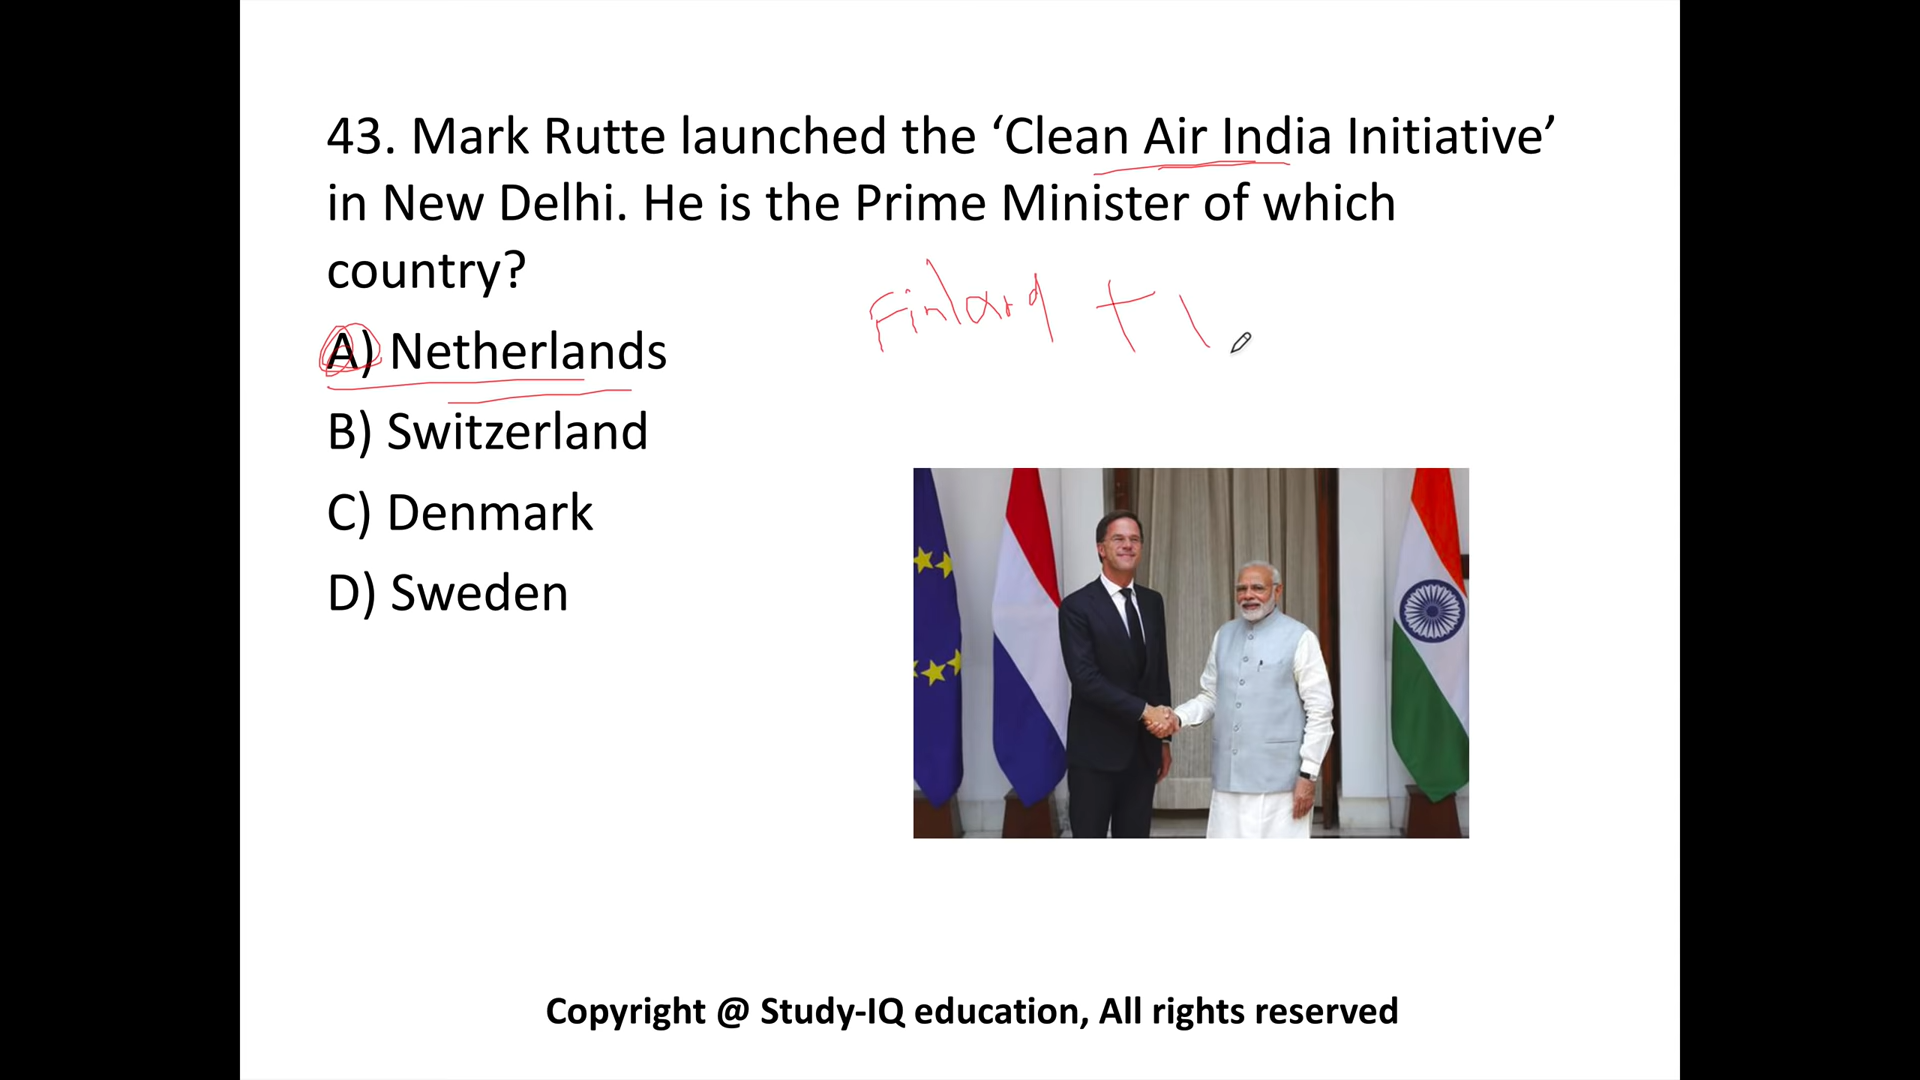 43. Mark Rutte launched the ‘Clean Air India Initiative’
in New Delhi. He is the Prime Minister of which
country?
Finland +
A) Netherlands
B) Switzerland
C) Denmark
D) Sweden
Copyright @ Study-IQ education, All rights reserved